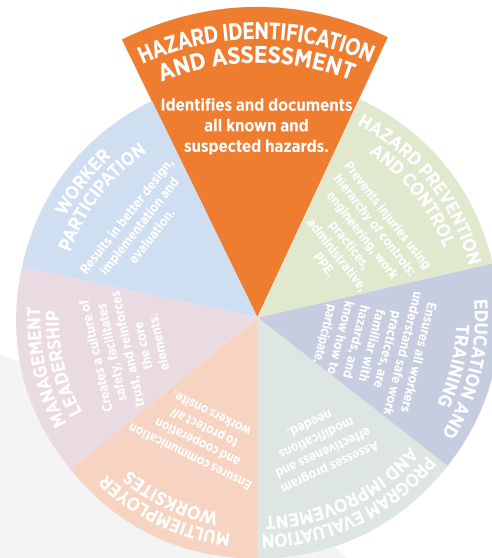 HAZARD IDENTIFICATION
AND ASSESSMENT
Identifies and documents
all known and
suspected hazards.
HAZARD PREVENTION
AND CONTROL
Prevents injuries using
hierarchy of controls:
engineering, work
practices,
administrative,
PPE.
EDUCATION AND
TRAINING
Ensures all workers
understand safe work
practices, are
familiar with
hazards, and
know how to
participate.
PROGRAM EVALUATION
AND IMPROVEMENT
Assesses program
effectiveness and
modifications
needed.
MULTIEMPLOYER
WORKSITES
Ensures communication
and cooperation
to protect all
workers onsite.
MANAGEMENT
LEADERSHIP
Creates a culture of
safety, facilitates
trust, and reinforces
the core
elements.
WORKER
PARTICIPATION
Results in better design,
implementation and
evaluation.